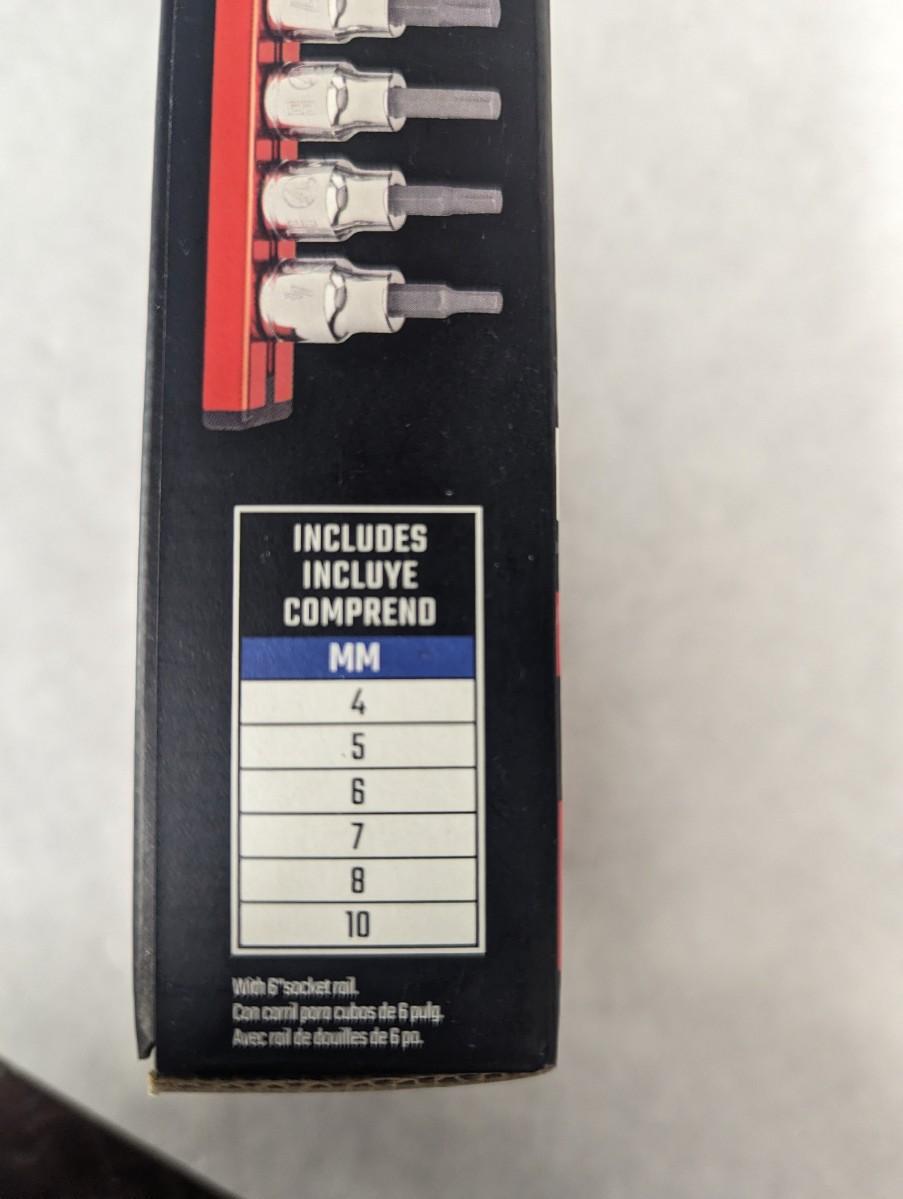 INCLUDES
INCLUYE
COMPREND
MM
4
5
6
7
8
10
With 6" socket rail.
Con carril para cubos de 6 pulg.
Avec rail de douilles de 6 po.